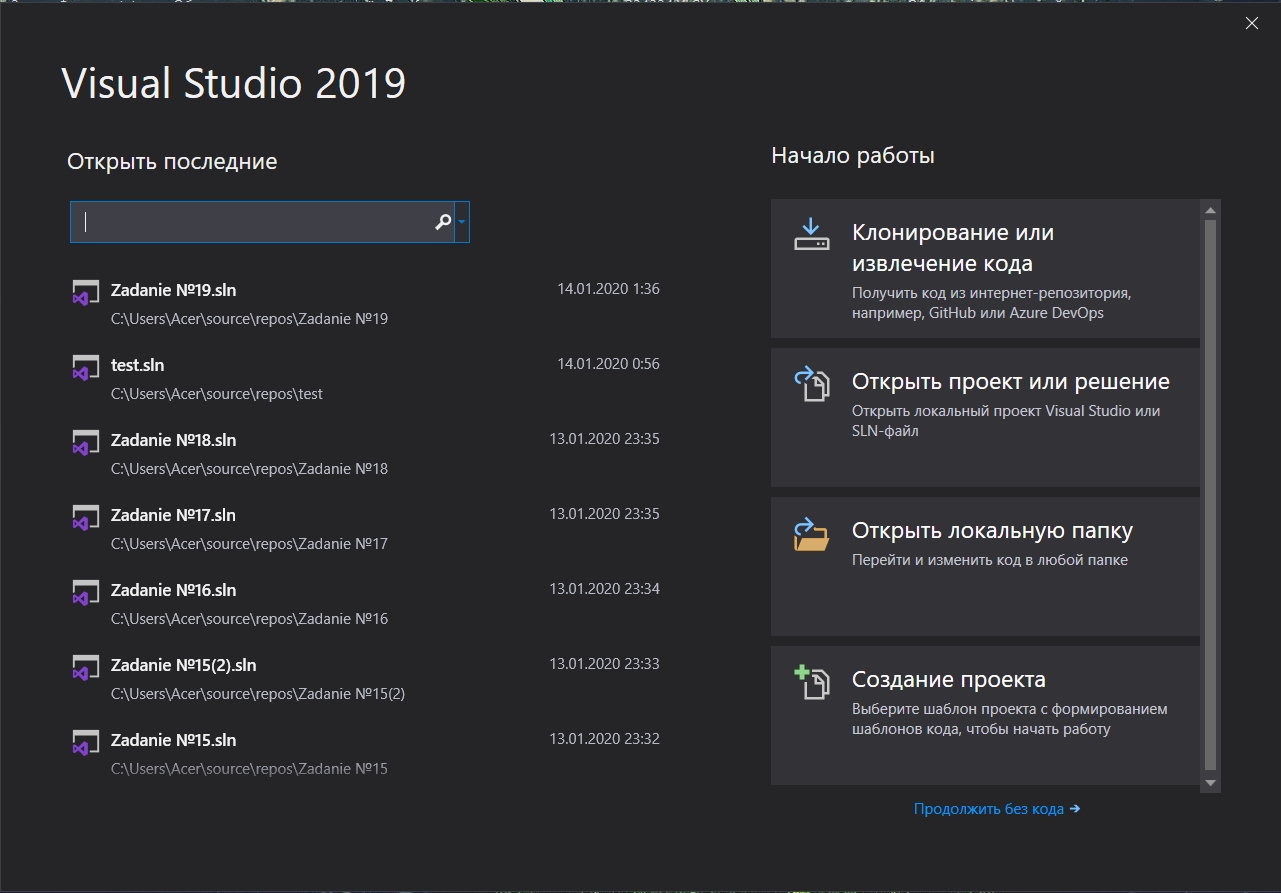 Visual Studio 2019
Открыть последние
Zadanie №19.sln
14.01.2020 1:36
C:\Users\Acer\source\repos\Zadanie №19
test.sln
14.01.2020 0:56
C:\Users\Acer\source\repos\test
Zadanie №18.sln
13.01.2020 23:35
C:\Users\Acer\source\repos\Zadanie №18
Zadanie №17.sln
13.01.2020 23:35
C:\Users\Acer\source\repos\Zadanie №17
Zadanie №16.sln
13.01.2020 23:34
C:\Users\Acer\source\repos\Zadanie №16
Zadanie №15(2).sln
13.01.2020 23:33
C:\Users\Acer\source\repos\Zadanie №15(2)
Zadanie №15.sln
13.01.2020 23:32
C:\Users\Acer\source\repos\Zadanie №15
Начало работы
Клонирование или
извлечение кода
Получить код из интернет-репозитория,
например, GitHub или Azure DevOps
Открыть проект или решение
Открыть локальный проект Visual Studio или
SLN-файл
Открыть локальную папку
Перейти и изменить код в любой папке
Создание проекта
Выберите шаблон проекта с формированием
шаблонов кода, чтобы начать работу
Продолжить без кода →